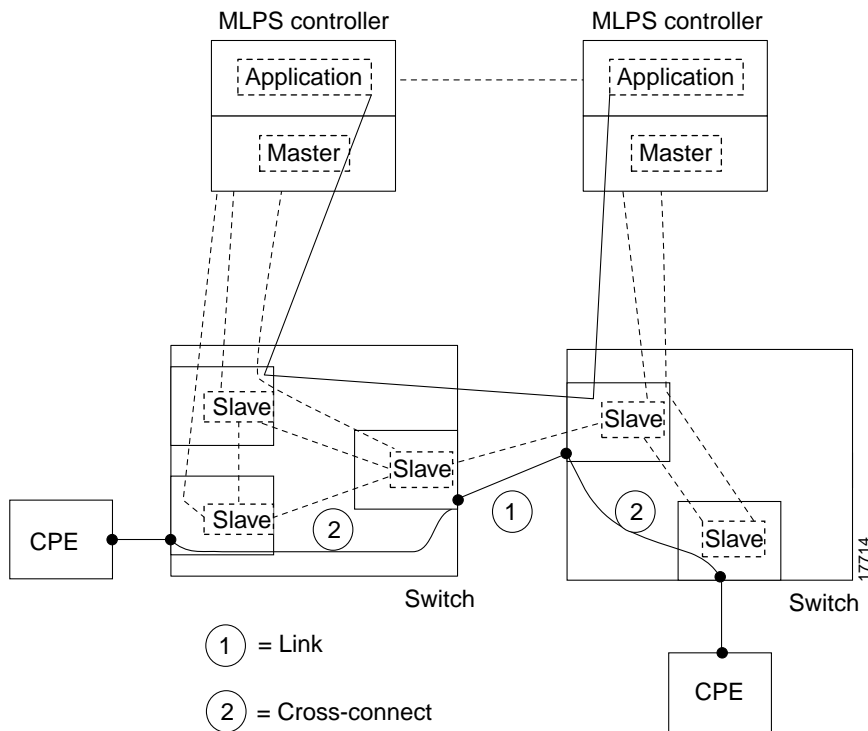 MLPS controller
MLPS controller
Application
Application
Master
Master
Slave
Slave
Slave
Slave
Slave
CPE
2
1
2
17714
Switch
Switch
1 = Link
CPE
2 = Cross-connect